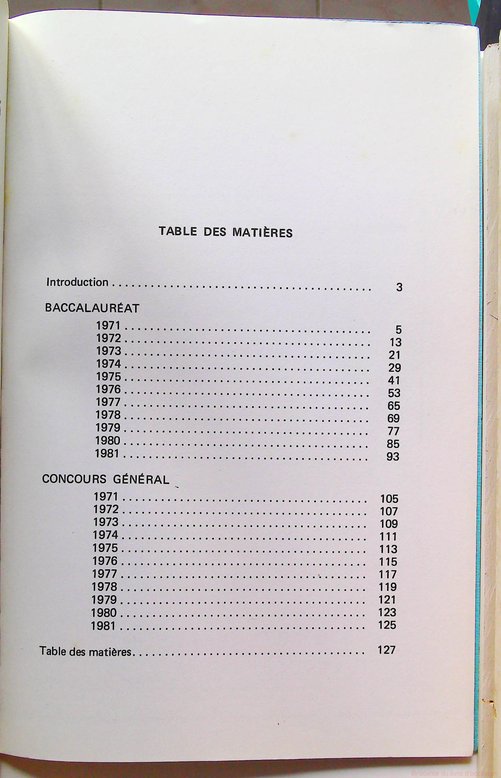 TABLE DES MATIÈRES
Introduction ........................................ 3
BACCALAURÉAT
1971 ........................................ 5
1972 ........................................ 13
1973 ........................................ 21
1974 ........................................ 29
1975 ........................................ 41
1976 ........................................ 53
1977 ........................................ 65
1978 ........................................ 69
1979 ........................................ 77
1980 ........................................ 85
1981 ........................................ 93
CONCOURS GÉNÉRAL
1971 ........................................ 105
1972 ........................................ 107
1973 ........................................ 109
1974 ........................................ 111
1975 ........................................ 113
1976 ........................................ 115
1977 ........................................ 117
1978 ........................................ 119
1979 ........................................ 121
1980 ........................................ 123
1981 ........................................ 125
Table des matières ........................................ 127